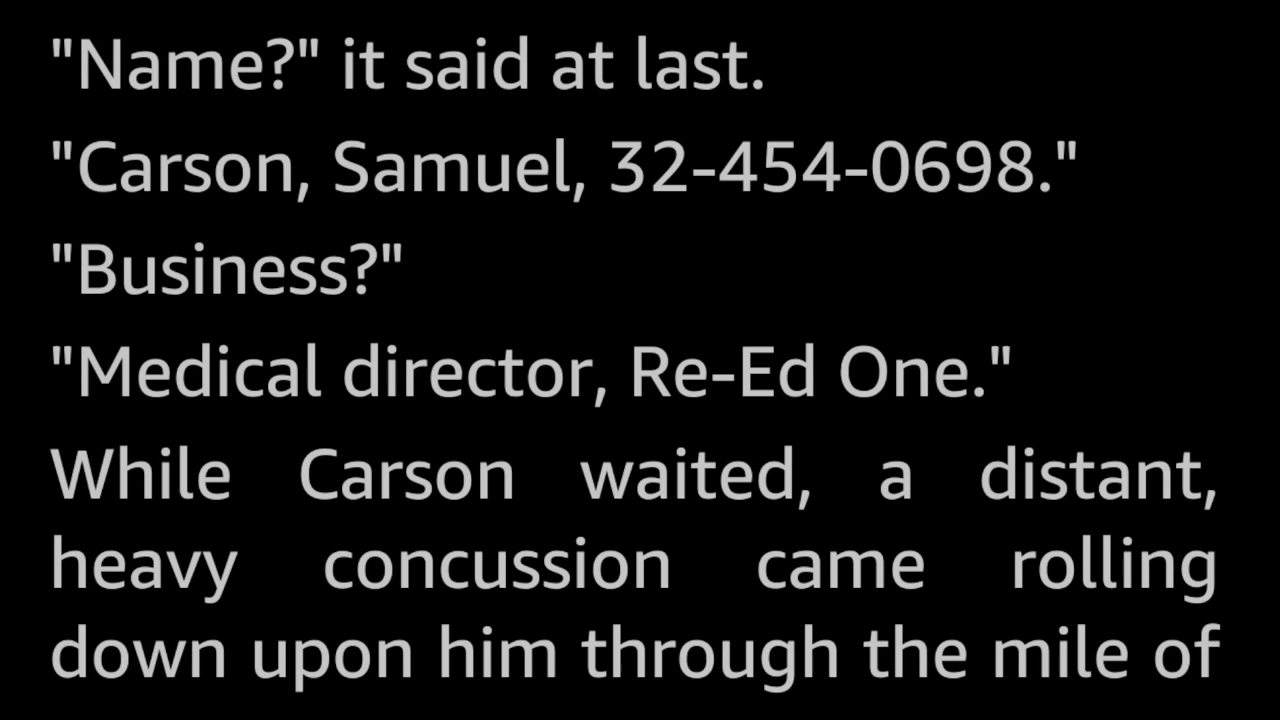 "Name?" it said at last.
"Carson, Samuel, 32-454-0698."
"Business?"
"Medical director, Re-Ed One."
While Carson waited, a distant,
heavy concussion came rolling
down upon him through the mile of